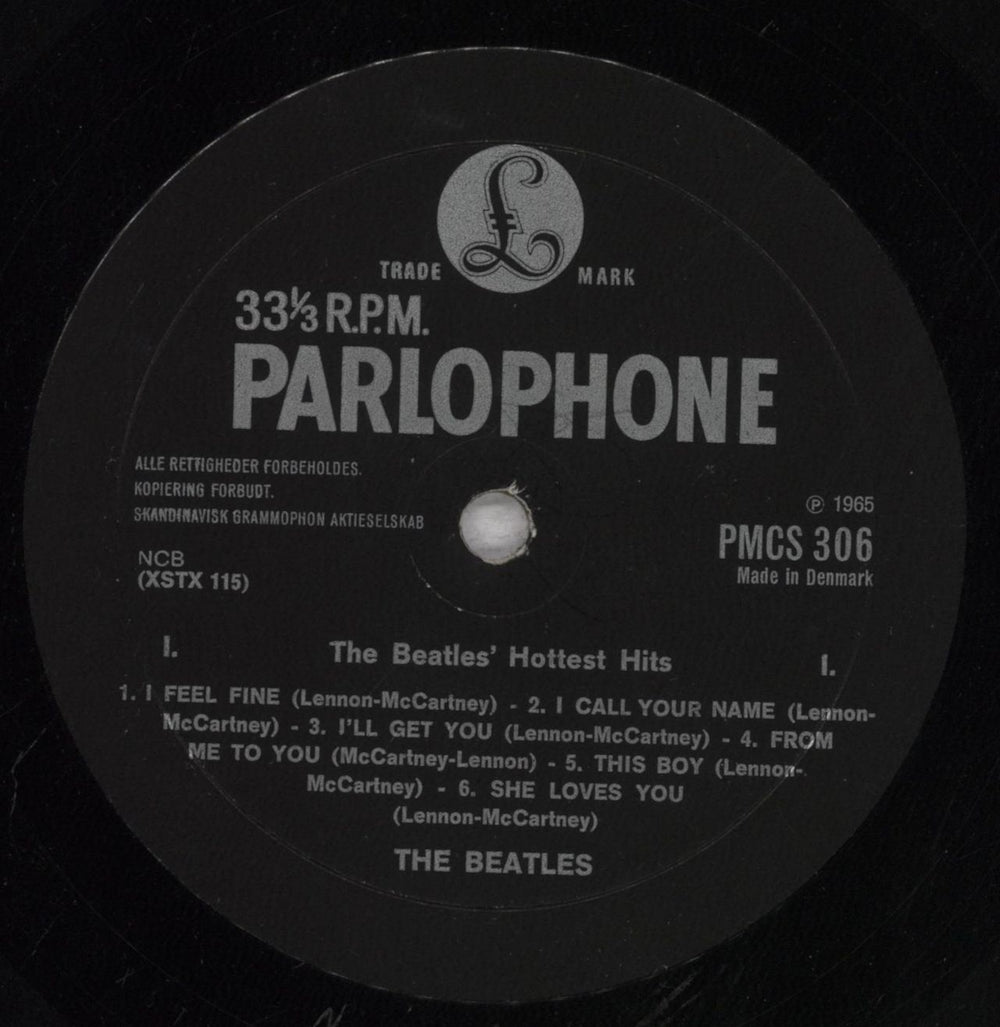 £
TRADE MARK
33⅓ R.P.M.
PARLOPHONE
ALLE RETTIGHEDER FORBEHOLDES.
KOPIERING FORBUDT.
SKANDINAVISK GRAMMOPHON AKTIESELSKAB
℗ 1965
PMCS 306
Made in Denmark
NCB
(XSTX 115)
I. The Beatles' Hottest Hits I.
1. I FEEL FINE (Lennon-McCartney) - 2. I CALL YOUR NAME (Lennon-
McCartney) - 3. I'LL GET YOU (Lennon-McCartney) - 4. FROM
ME TO YOU (McCartney-Lennon) - 5. THIS BOY (Lennon-
McCartney) - 6. SHE LOVES YOU
(Lennon-McCartney)
THE BEATLES